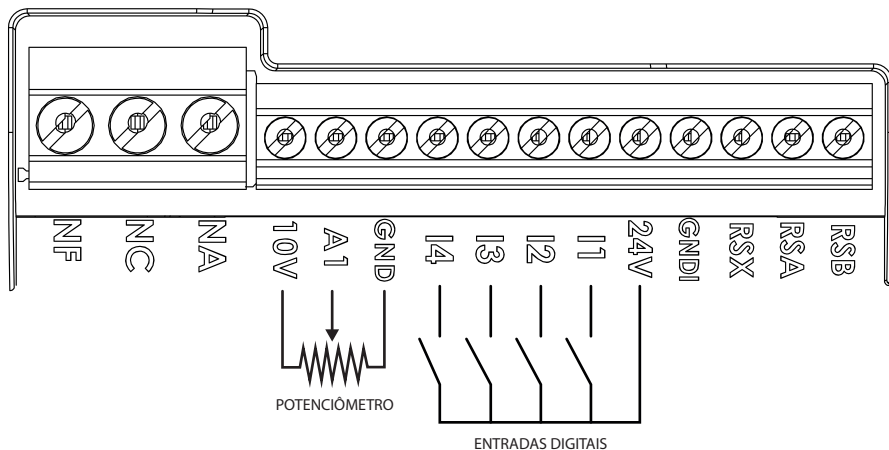 NF NC NA 10V A1 GND I4 I3 I2 I1 24V GNDI RSX RSA RSB
POTENCIÔMETRO
ENTRADAS DIGITAIS